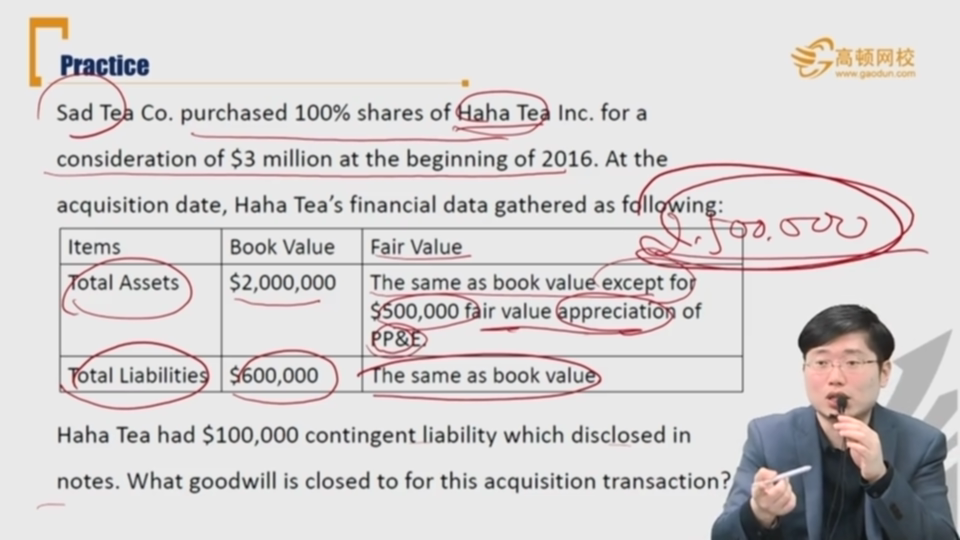 Practice
高顿网校
www.gaodun.com
Sad Tea Co. purchased 100% shares of Haha Tea Inc. for a
consideration of $3 million at the beginning of 2016. At the
acquisition date, Haha Tea's financial data gathered as following:
2.500.000
Items Book Value Fair Value
Total Assets $2,000,000 The same as book value except for
$500,000 fair value appreciation of
PP&E.
Total Liabilities $600,000 The same as book value
Haha Tea had $100,000 contingent liability which disclosed in
notes. What goodwill is closed to for this acquisition transaction?